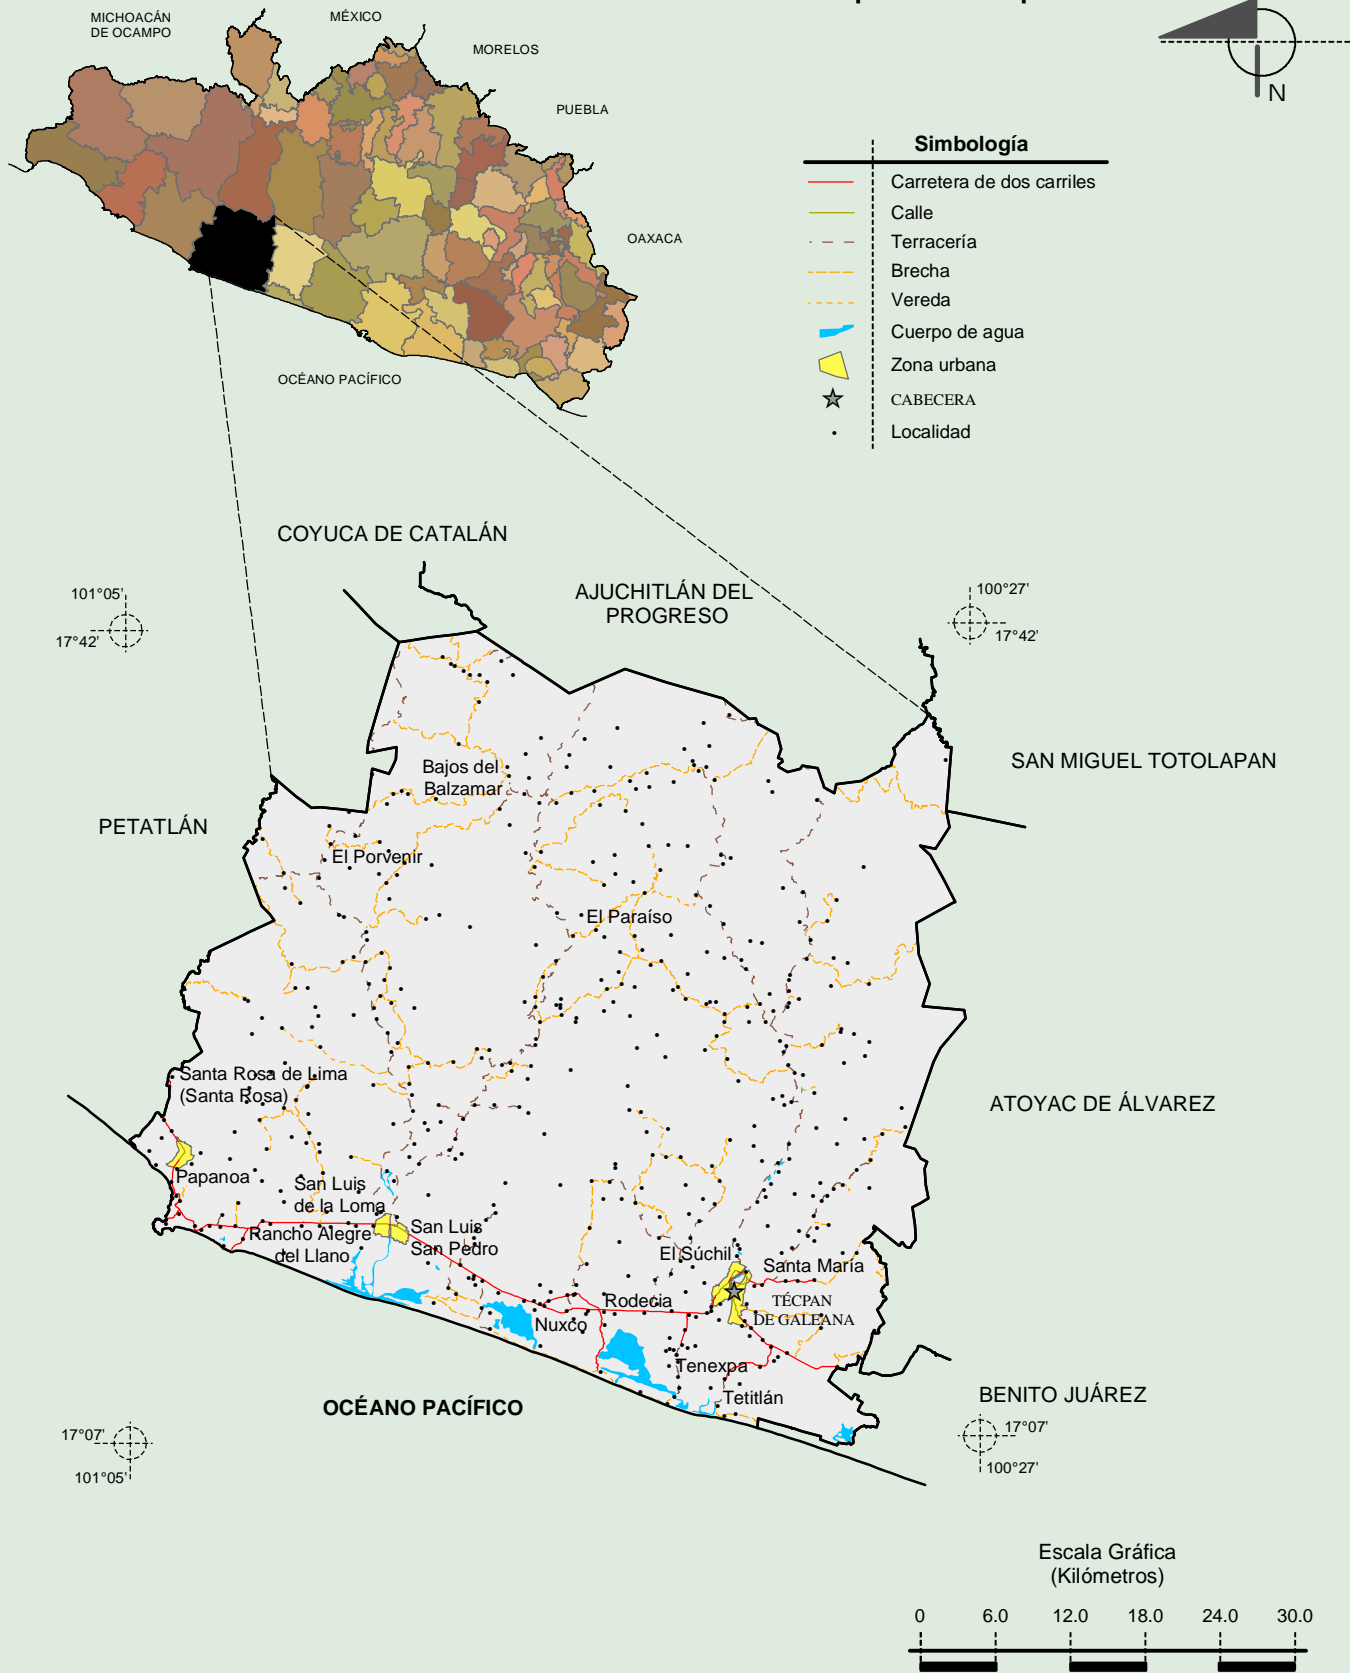 MICHOACÁN
DE OCAMPO
MÉXICO
MORELOS
PUEBLA
OAXACA
OCÉANO PACÍFICO
N
Simbología
Carretera de dos carriles
Calle
Terracería
Brecha
Vereda
Cuerpo de agua
Zona urbana
CABECERA
Localidad
COYUCA DE CATALÁN
AJUCHITLÁN DEL
PROGRESO
101°05'
17°42'
100°27'
17°42'
SAN MIGUEL TOTOLAPAN
PETATLÁN
Bajos del
Balzamar
El Porvenir
El Paraíso
Santa Rosa de Lima
(Santa Rosa)
ATOYAC DE ÁLVAREZ
Papanoa
San Luis
de la Loma
Rancho Alegre
del Llano
San Luis
San Pedro
El Súchil
Santa María
Rodecia
TÉCPAN
DE GALEANA
Nuxco
Tenexpa
Tetitlán
OCÉANO PACÍFICO
BENITO JUÁREZ
17°07'
101°05'
17°07'
100°27'
Escala Gráfica
(Kilómetros)
0 6.0 12.0 18.0 24.0 30.0